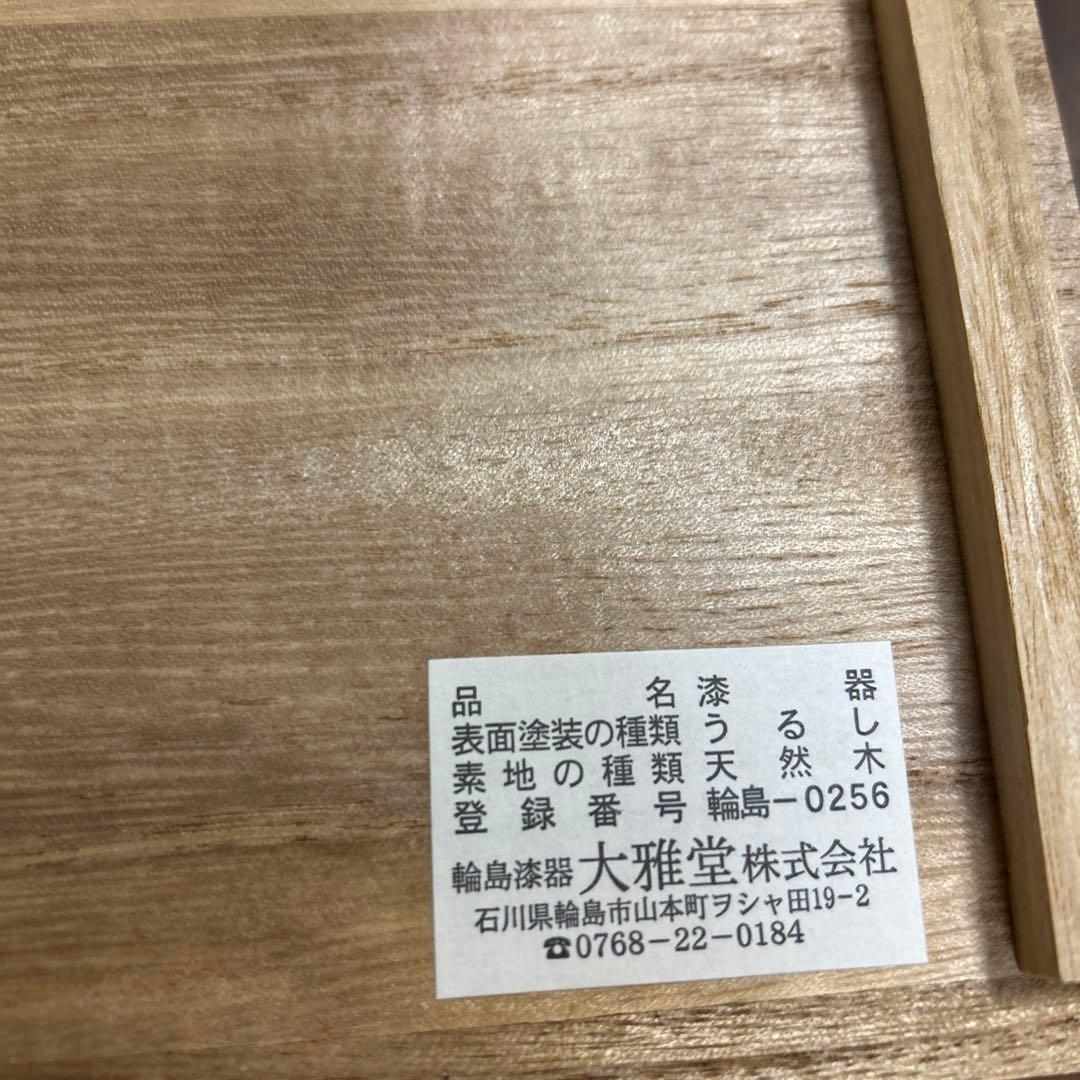 品名 漆器
表面塗装の種類 うるし
素地の種類 天然木
登録番号 輪島-0256
輪島漆器 大雅堂株式会社
石川県輪島市山本町ヲシャ田19-2
☎0768-22-0184